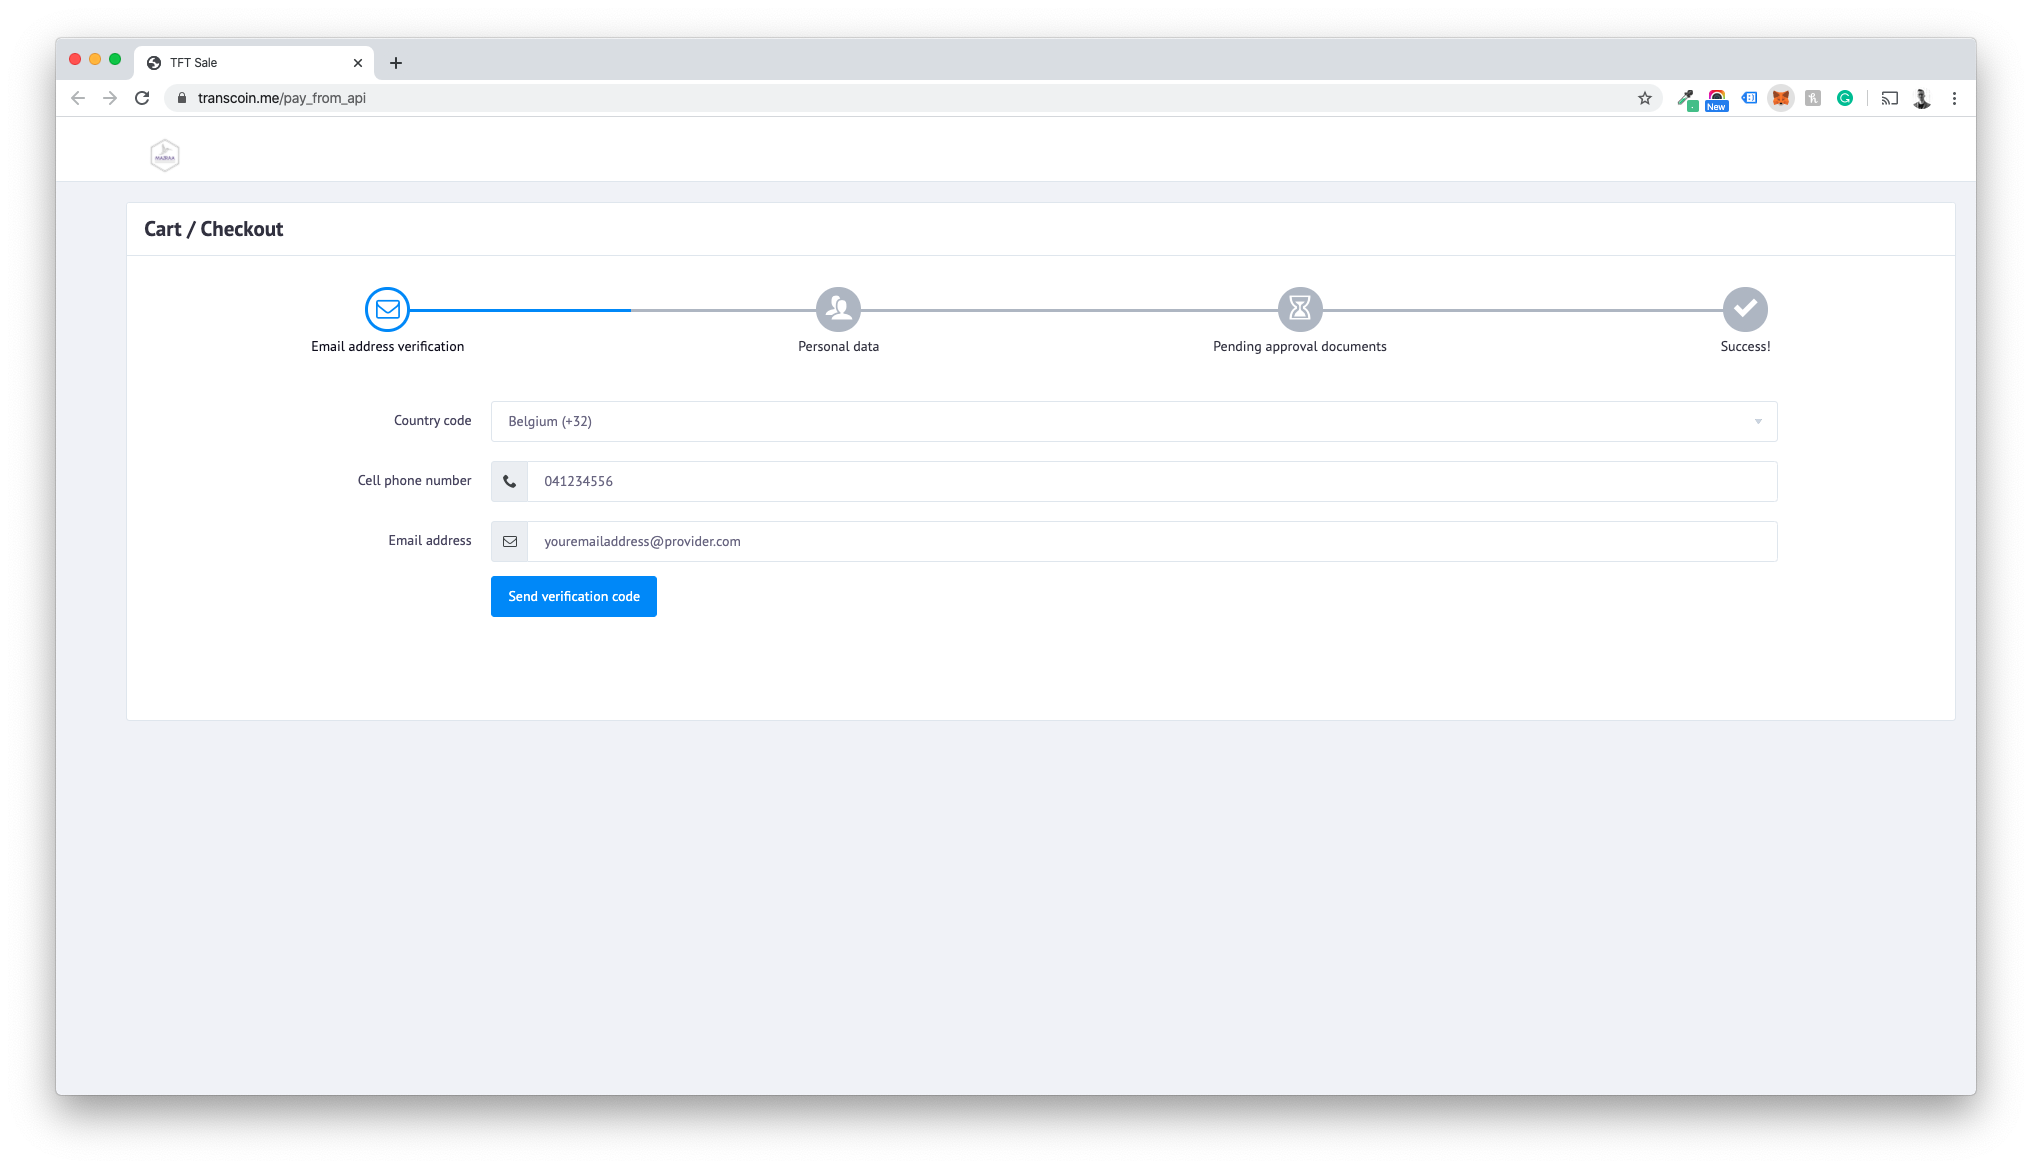 TFT Sale
transcoin.me/pay_from_api
New
Cart / Checkout
Email address verification
Personal data
Pending approval documents
Success!
Country code
Belgium (+32)
Cell phone number
041234556
Email address
youremailaddress@provider.com
Send verification code